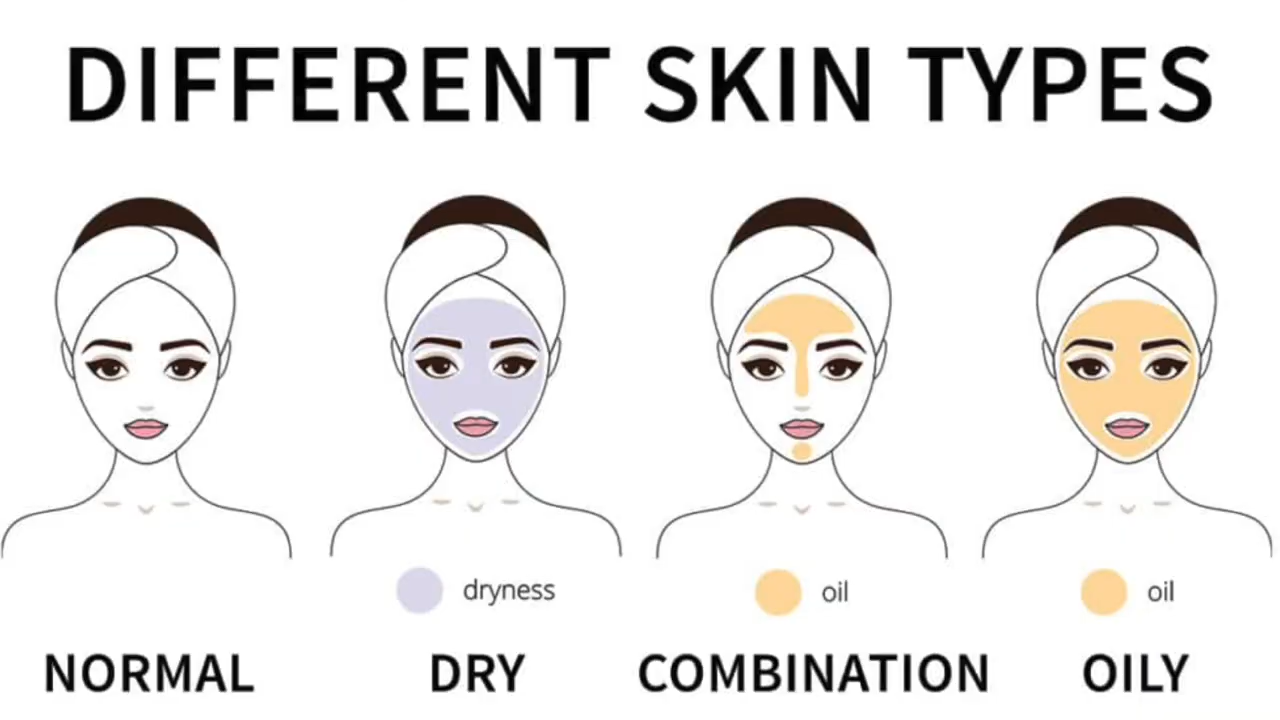 DIFFERENT SKIN TYPES
dryness
oil
oil
NORMAL
DRY
COMBINATION
OILY